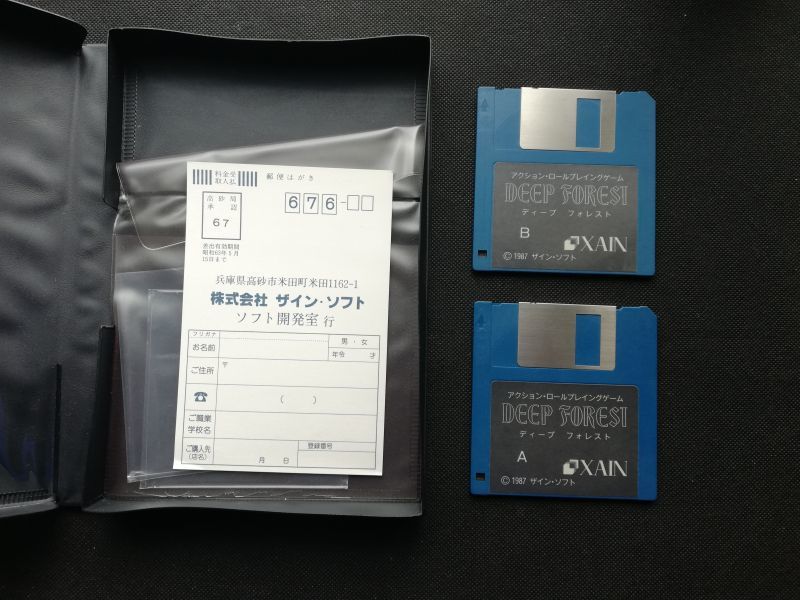 料金受
取人払
郵便はがき
高砂局
承認
67
676-
差出有効期間
昭和63年5月
15日まで
兵庫県高砂市米田町米田1162-1
株式会社 ザイン・ソフト
ソフト開発室 行
フリガナ
お名前
男・女
年令 才
ご住所
〒
☎
( )
ご職業
学校名
ご購入先
(店名)
月 日
登録番号
アクション・ロールプレイングゲーム
DEEP FOREST
ディープ フォレスト
B
XAIN
©1987 ザイン・ソフト
アクション・ロールプレイングゲーム
DEEP FOREST
ディープ フォレスト
A
XAIN
©1987 ザイン・ソフト